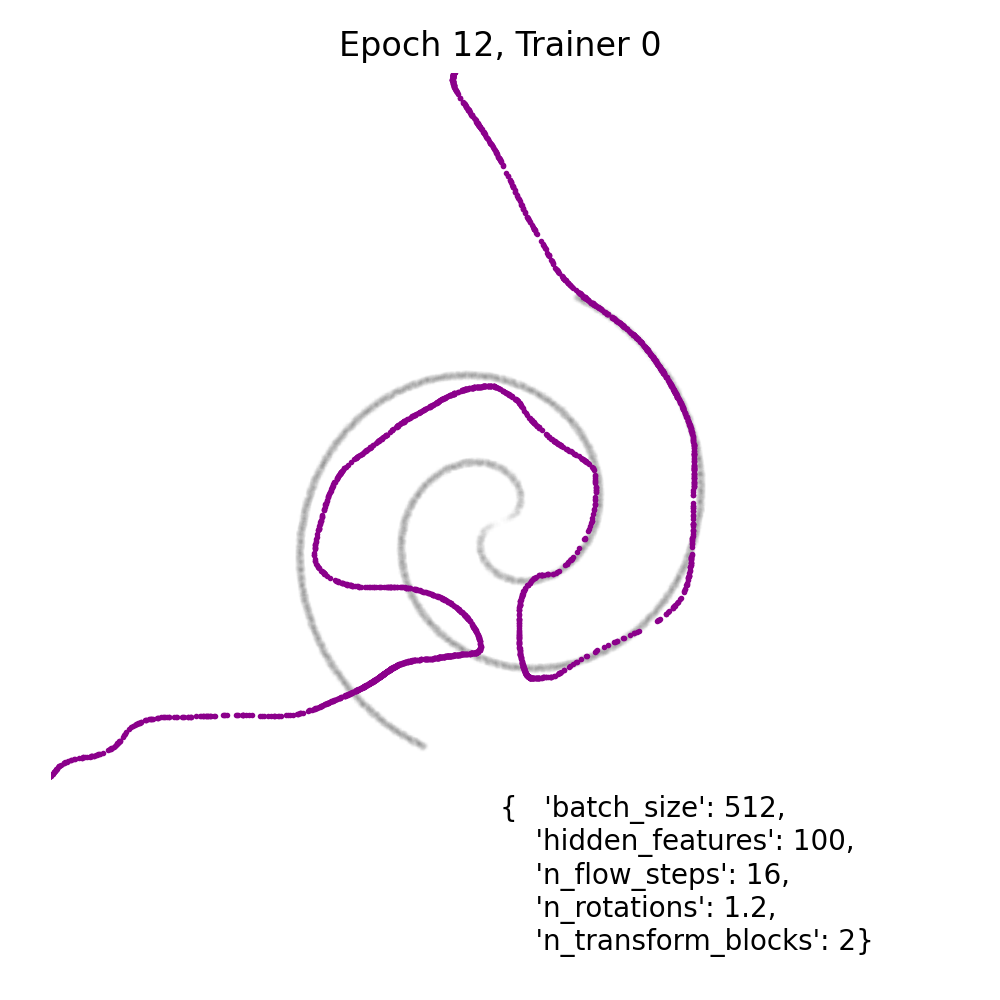 Epoch 12, Trainer 0
{   'batch_size': 512,
'hidden_features': 100,
'n_flow_steps': 16,
'n_rotations': 1.2,
'n_transform_blocks': 2}